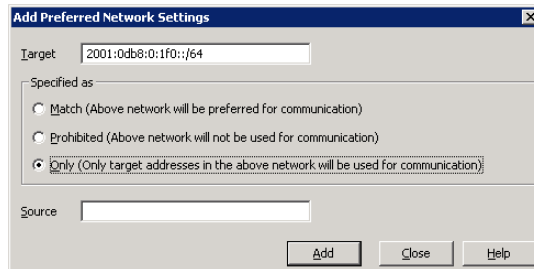 Add Preferred Network Settings
Target 2001:0db8:0:1f0::/64
Specified as
Match (Above network will be preferred for communication)
Prohibited (Above network will not be used for communication)
Only (Only target addresses in the above network will be used for communication)
Source
Add Close Help